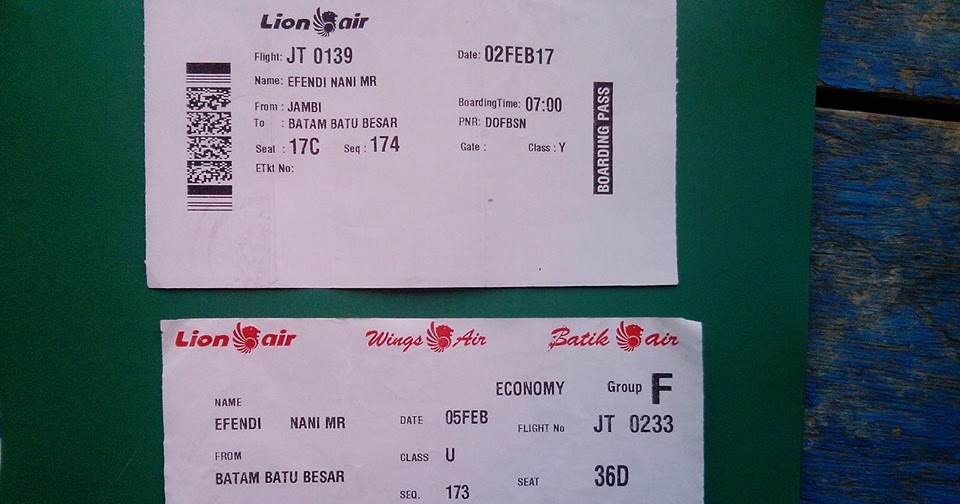 Lion air
Flight: JT 0139 Date: 02FEB17
Name: EFENDI NANI MR
From : JAMBI BoardingTime: 07:00
To : BATAM BATU BESAR PNR: DOFBSN
Seat : 17C Seq : 174 Gate : Class : Y
ETkt No:
BOARDING PASS
Lion air Wings Air Batik air
ECONOMY Group F
NAME
EFENDI NANI MR DATE 05FEB FLIGHT No JT 0233
FROM CLASS U
BATAM BATU BESAR SEAT 36D
SEQ. 173